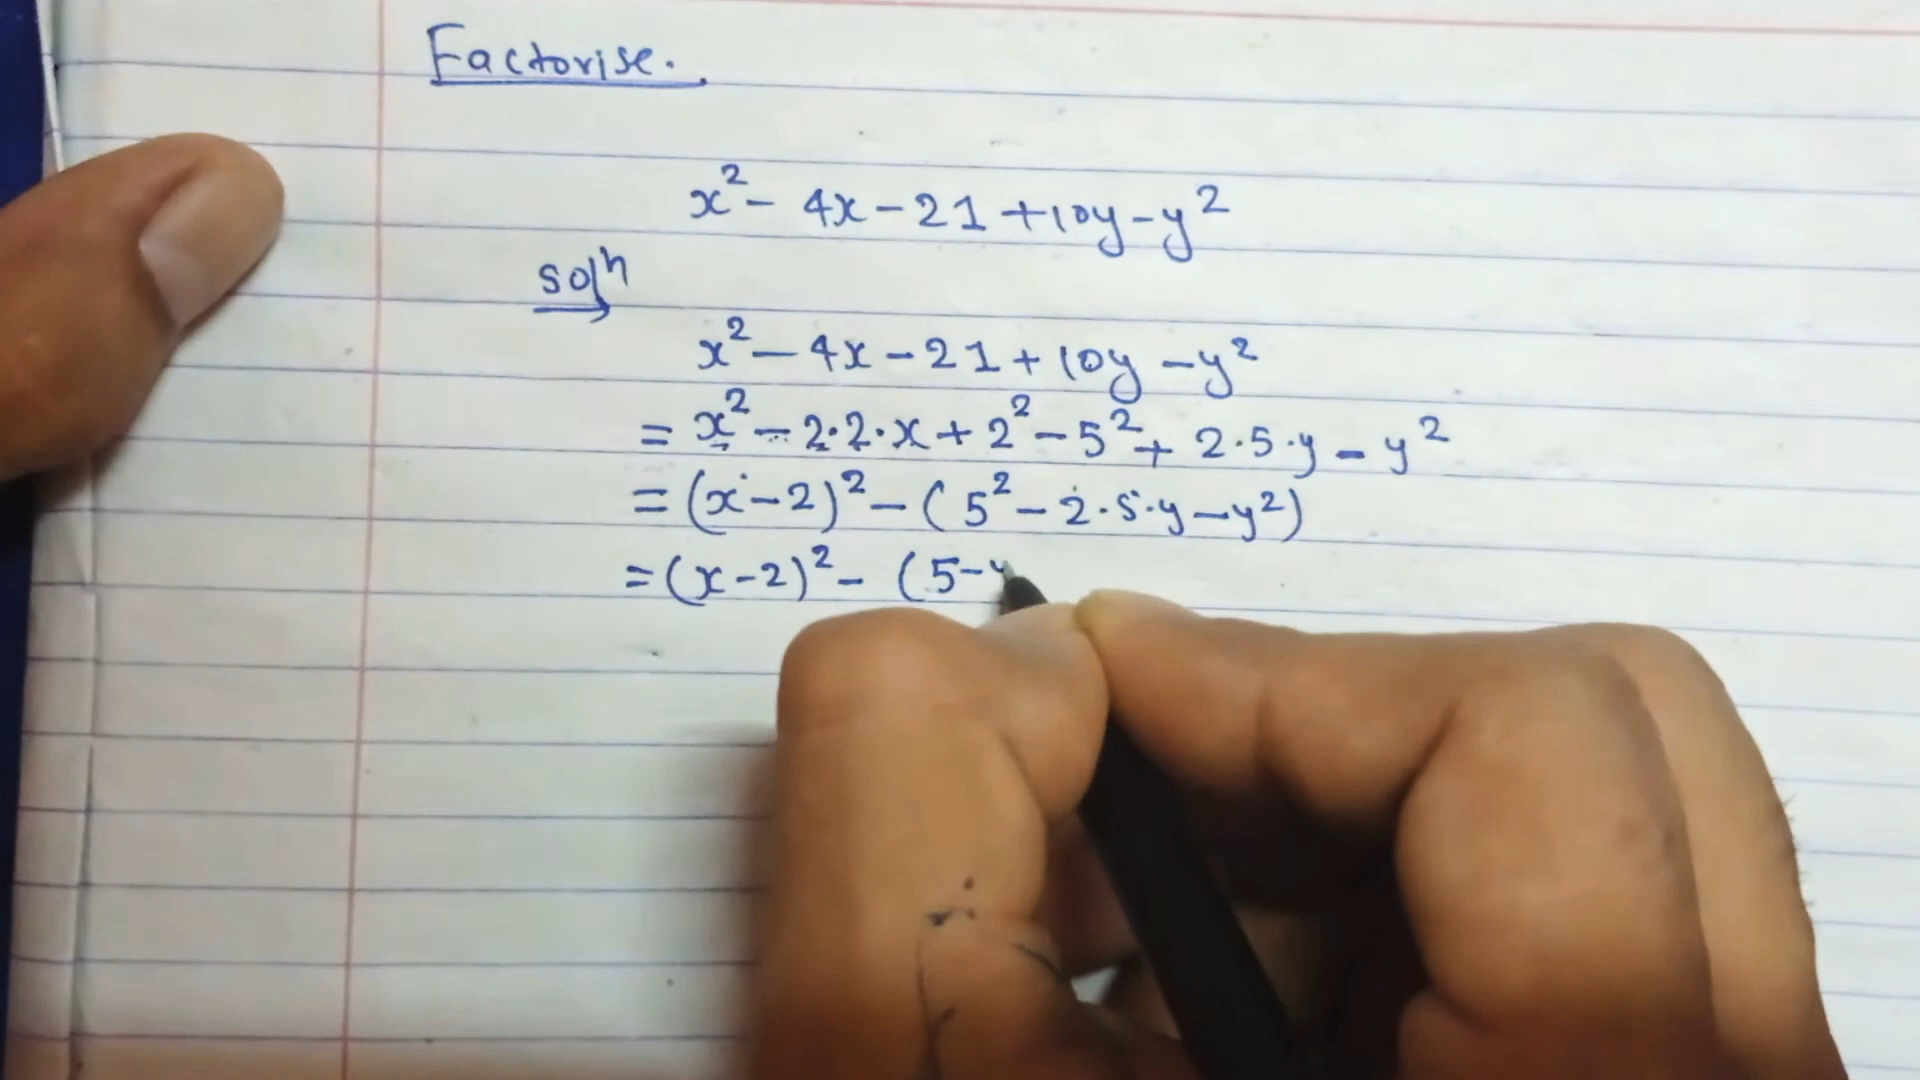 Factorise.
x² - 4x - 21 + 10y - y²
solⁿ
x² - 4x - 21 + 10y - y²
= x² - 2·2·x + 2² - 5² + 2·5·y - y²
= (x - 2)² - (5² - 2·5·y - y²)
= (x - 2)² - (5 -